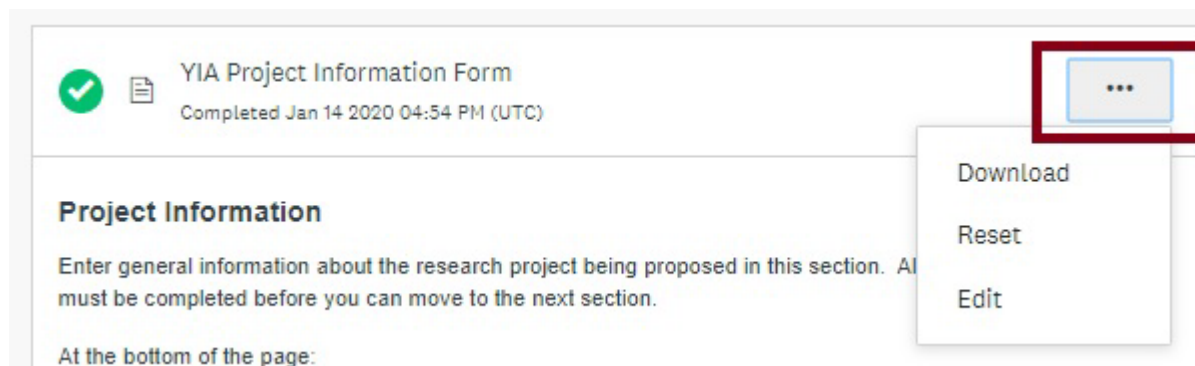 YIA Project Information Form
Completed Jan 14 2020 04:54 PM (UTC)
•••
Download
Reset
Edit
Project Information
Enter general information about the research project being proposed in this section.
must be completed before you can move to the next section.
At the bottom of the page: